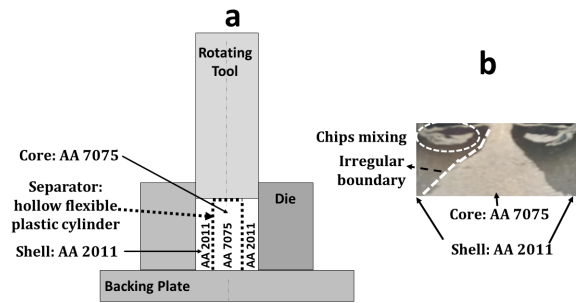 a
Rotating
Tool
Core: AA 7075
Separator:
hollow flexible
plastic cylinder
Shell: AA 2011
AA 2011
AA 7075
AA 2011
Die
Backing Plate
b
Chips mixing
Irregular
boundary
Core: AA 7075
Shell: AA 2011